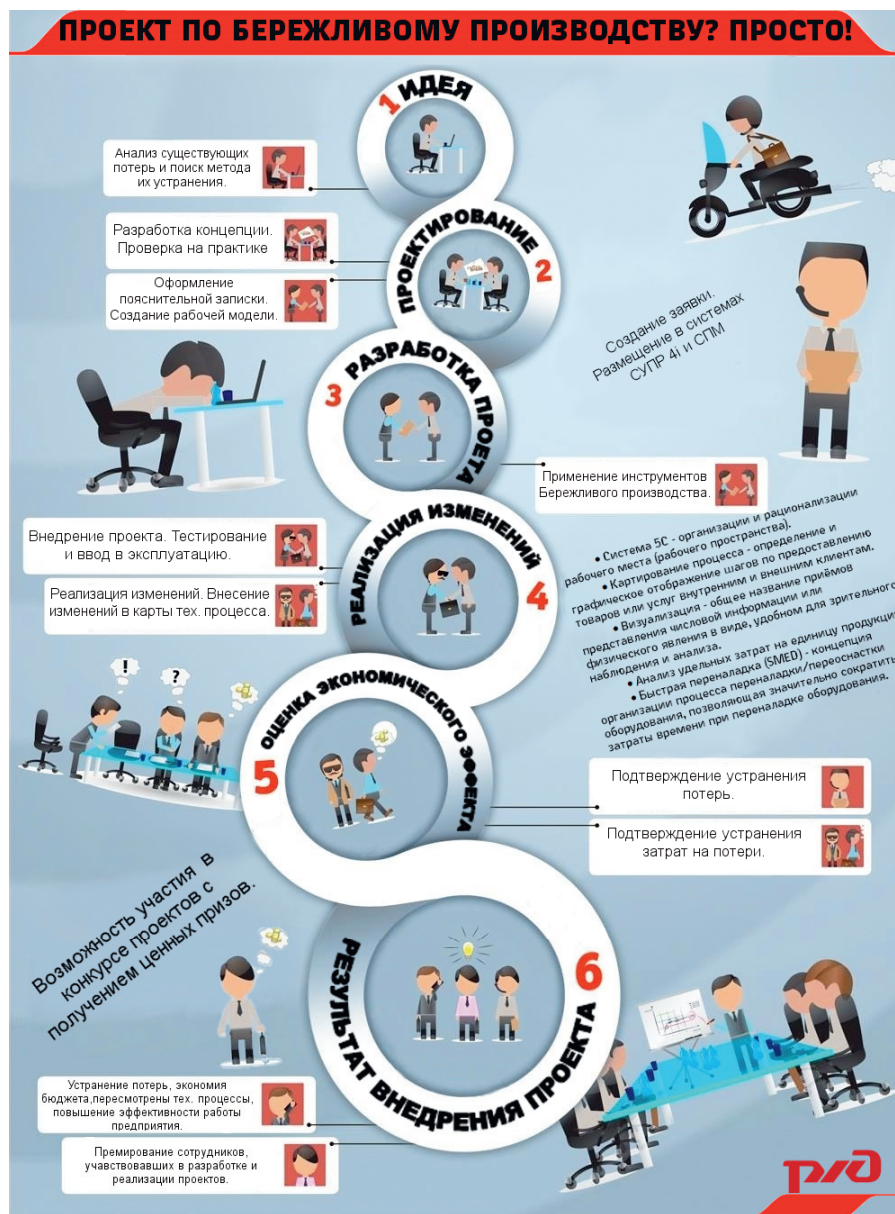 ПРОЕКТ ПО БЕРЕЖЛИВОМУ ПРОИЗВОДСТВУ? ПРОСТО!
1 ИДЕЯ
Анализ существующих
потерь и поиск метода
их устранения.
ПРОЕКТИРОВАНИЕ
2
Разработка концепции.
Проверка на практике
Оформление
пояснительной записки.
Создание рабочей модели.
Создание заявки.
Размещение в системах
СУПР 4i и СПМ
3 РАЗРАБОТКА ПРОЕТА
Применение инструментов
Бережливого производства.
• Система 5С - организации и рационализации
рабочего места (рабочего пространства).
• Картирование процесса - определение и
графическое отображение шагов по предоставлению
товаров или услуг внутренним и внешним клиентам.
• Визуализация - общее название приёмов
представления числовой информации или
физического явления в виде, удобном для зрительного
наблюдения и анализа.
• Анализ удельных затрат на единицу продукции
• Быстрая переналадка (SMED) - концепция
организации процесса переналадки/переоснастки
оборудования, позволяющая значительно сократить
затраты времени при переналадке оборудования.
РЕАЛИЗАЦИЯ ИЗМЕНЕНИЙ
4
Внедрение проекта. Тестирование
и ввод в эксплуатацию.
Реализация изменений. Внесение
изменений в карты тех. процесса.
!
?
5
ОЦЕНКА ЭКОНОМИЧЕСКОГО ЭФФЕКТА
Подтверждение устранения
потерь.
Подтверждение устранения
затрат на потери.
Возможность участия в
конкурсе проектов с
получением ценных призов.
РЕЗУЛЬТАТ ВНЕДРЕНИЯ ПРОЕКТА
6
Устранение потерь, экономия
бюджета,пересмотрены тех. процессы,
повышение эффективности работы
предприятия.
Премирование сотрудников,
учавствовавших в разработке и
реализации проектов.
ржд